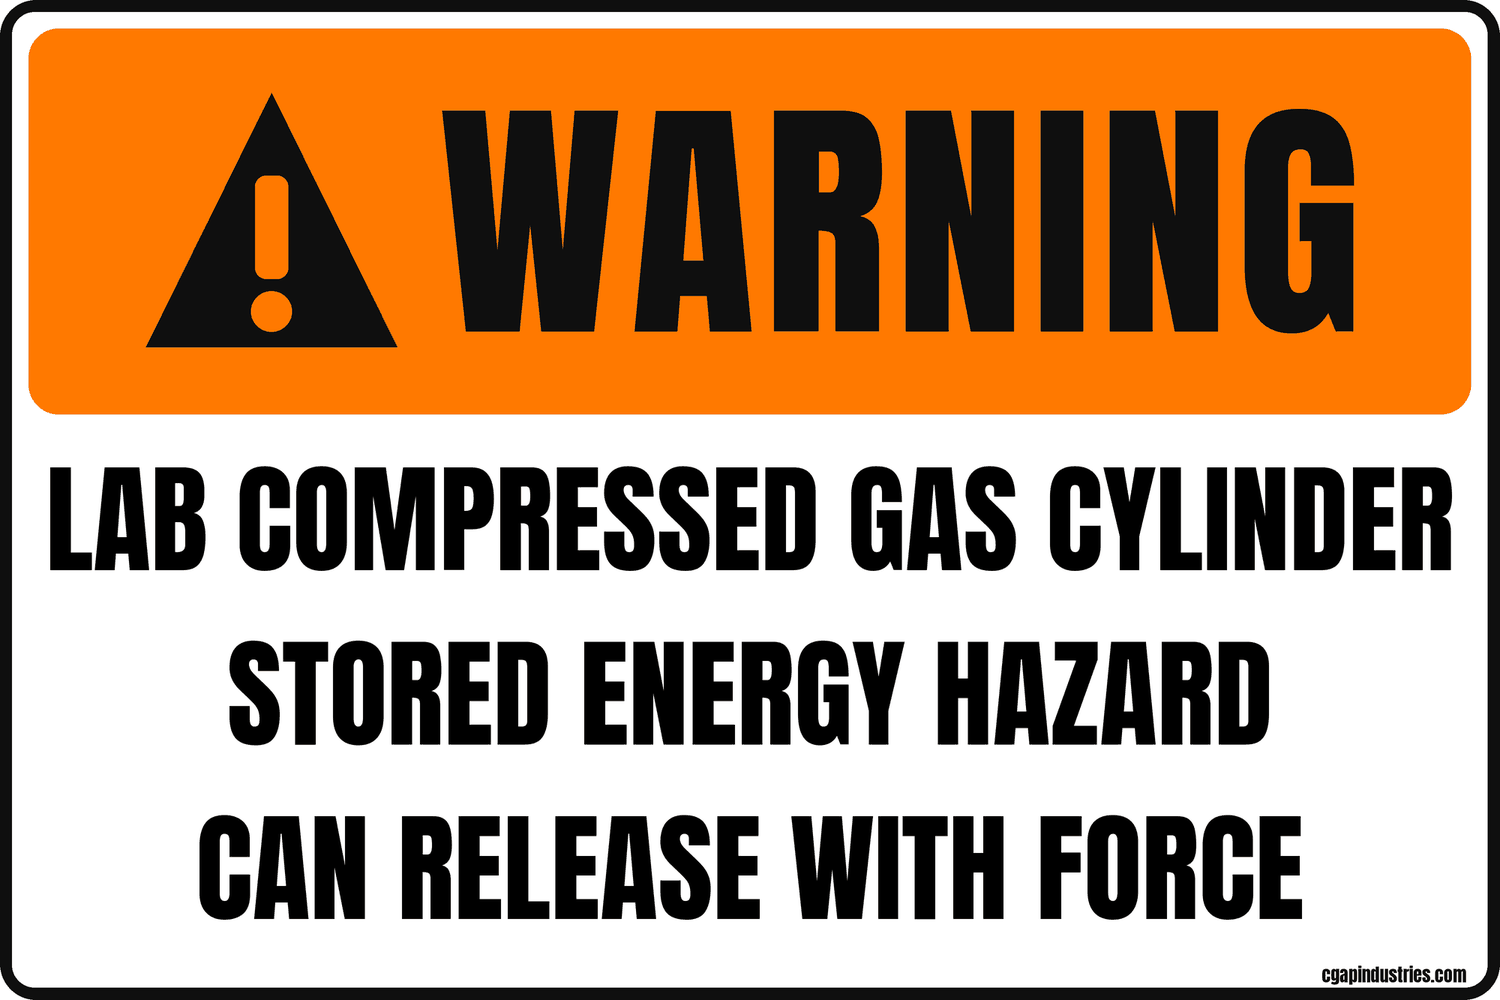 WARNING
LAB COMPRESSED GAS CYLINDER
STORED ENERGY HAZARD
CAN RELEASE WITH FORCE
cgapindustries.com